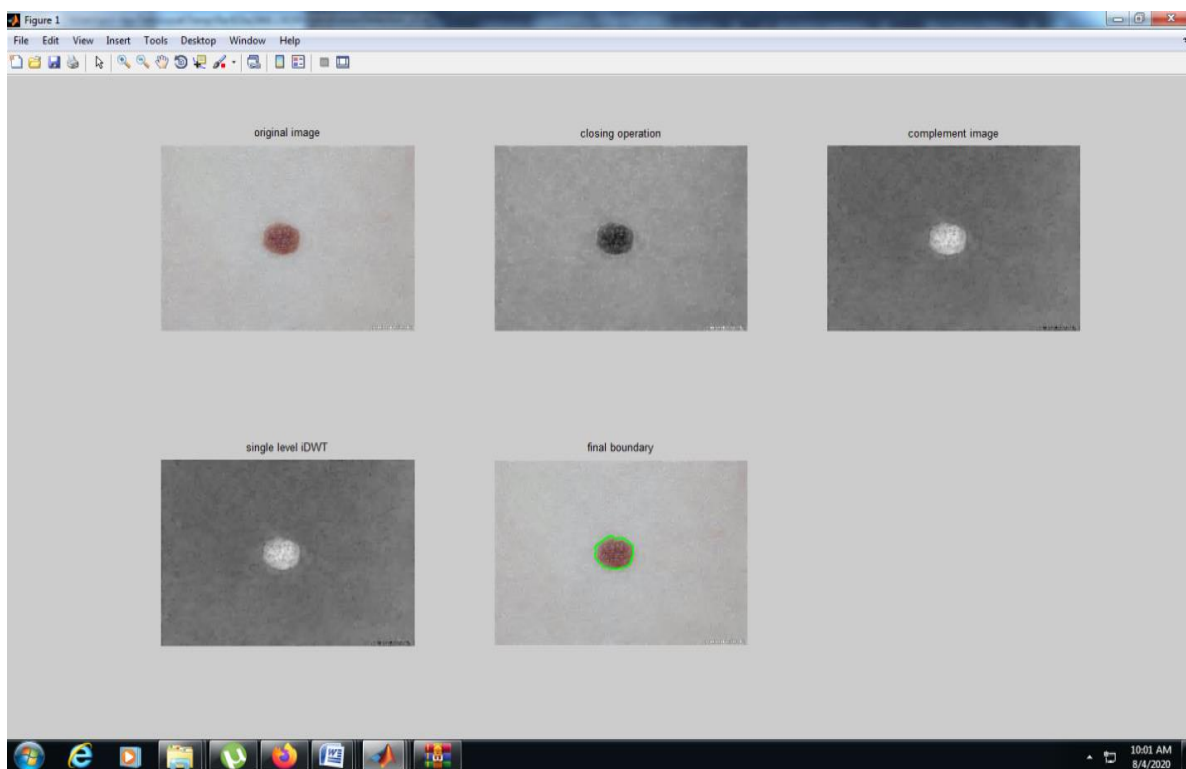 Figure 1
File Edit View Insert Tools Desktop Window Help
original image
closing operation
complement image
single level iDWT
final boundary
10:01 AM
8/4/2020